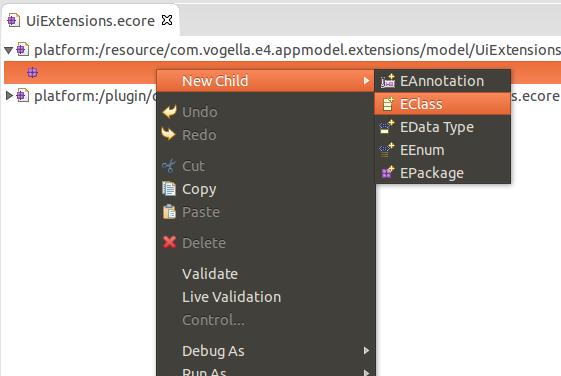 UiExtensions.ecore
platform:/resource/com.vogella.e4.appmodel.extensions/model/UiExtensions
platform:/plugin/ s.ecore
New Child
Undo
Redo
Cut
Copy
Paste
Delete
Validate
Live Validation
Control...
Debug As
Run As
EAnnotation
EClass
EData Type
EEnum
EPackage